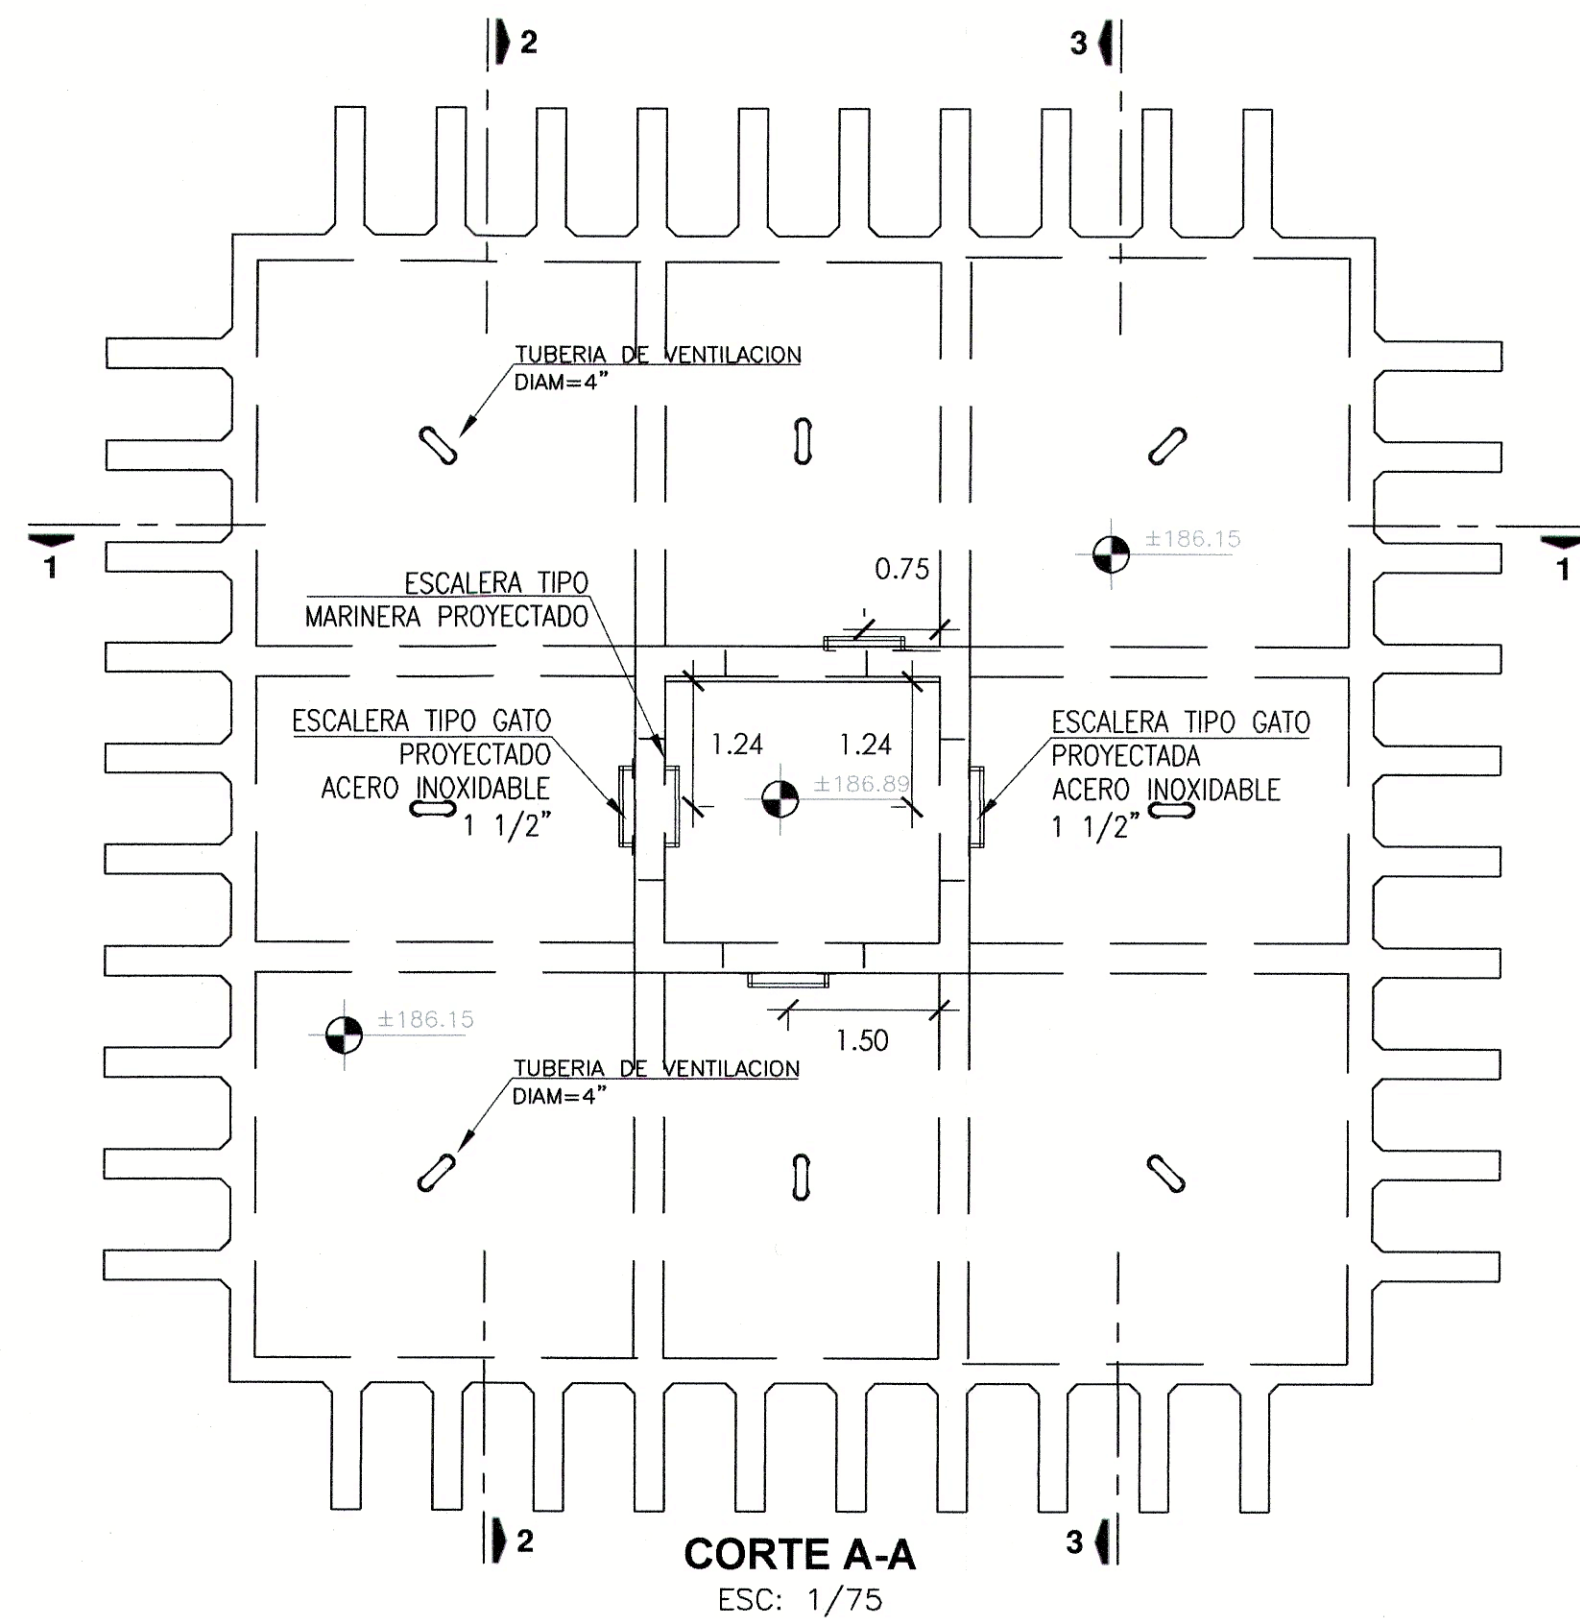 2
3
TUBERIA DE VENTILACION
DIAM=4”
±186.15
1
1
0.75
ESCALERA TIPO
MARINERA PROYECTADO
ESCALERA TIPO GATO
PROYECTADO
ACERO INOXIDABLE
1 1/2”
1.24
1.24
±186.89
ESCALERA TIPO GATO
PROYECTADA
ACERO INOXIDABLE
1 1/2”
±186.15
1.50
TUBERIA DE VENTILACION
DIAM=4”
2
3
CORTE A-A
ESC: 1/75